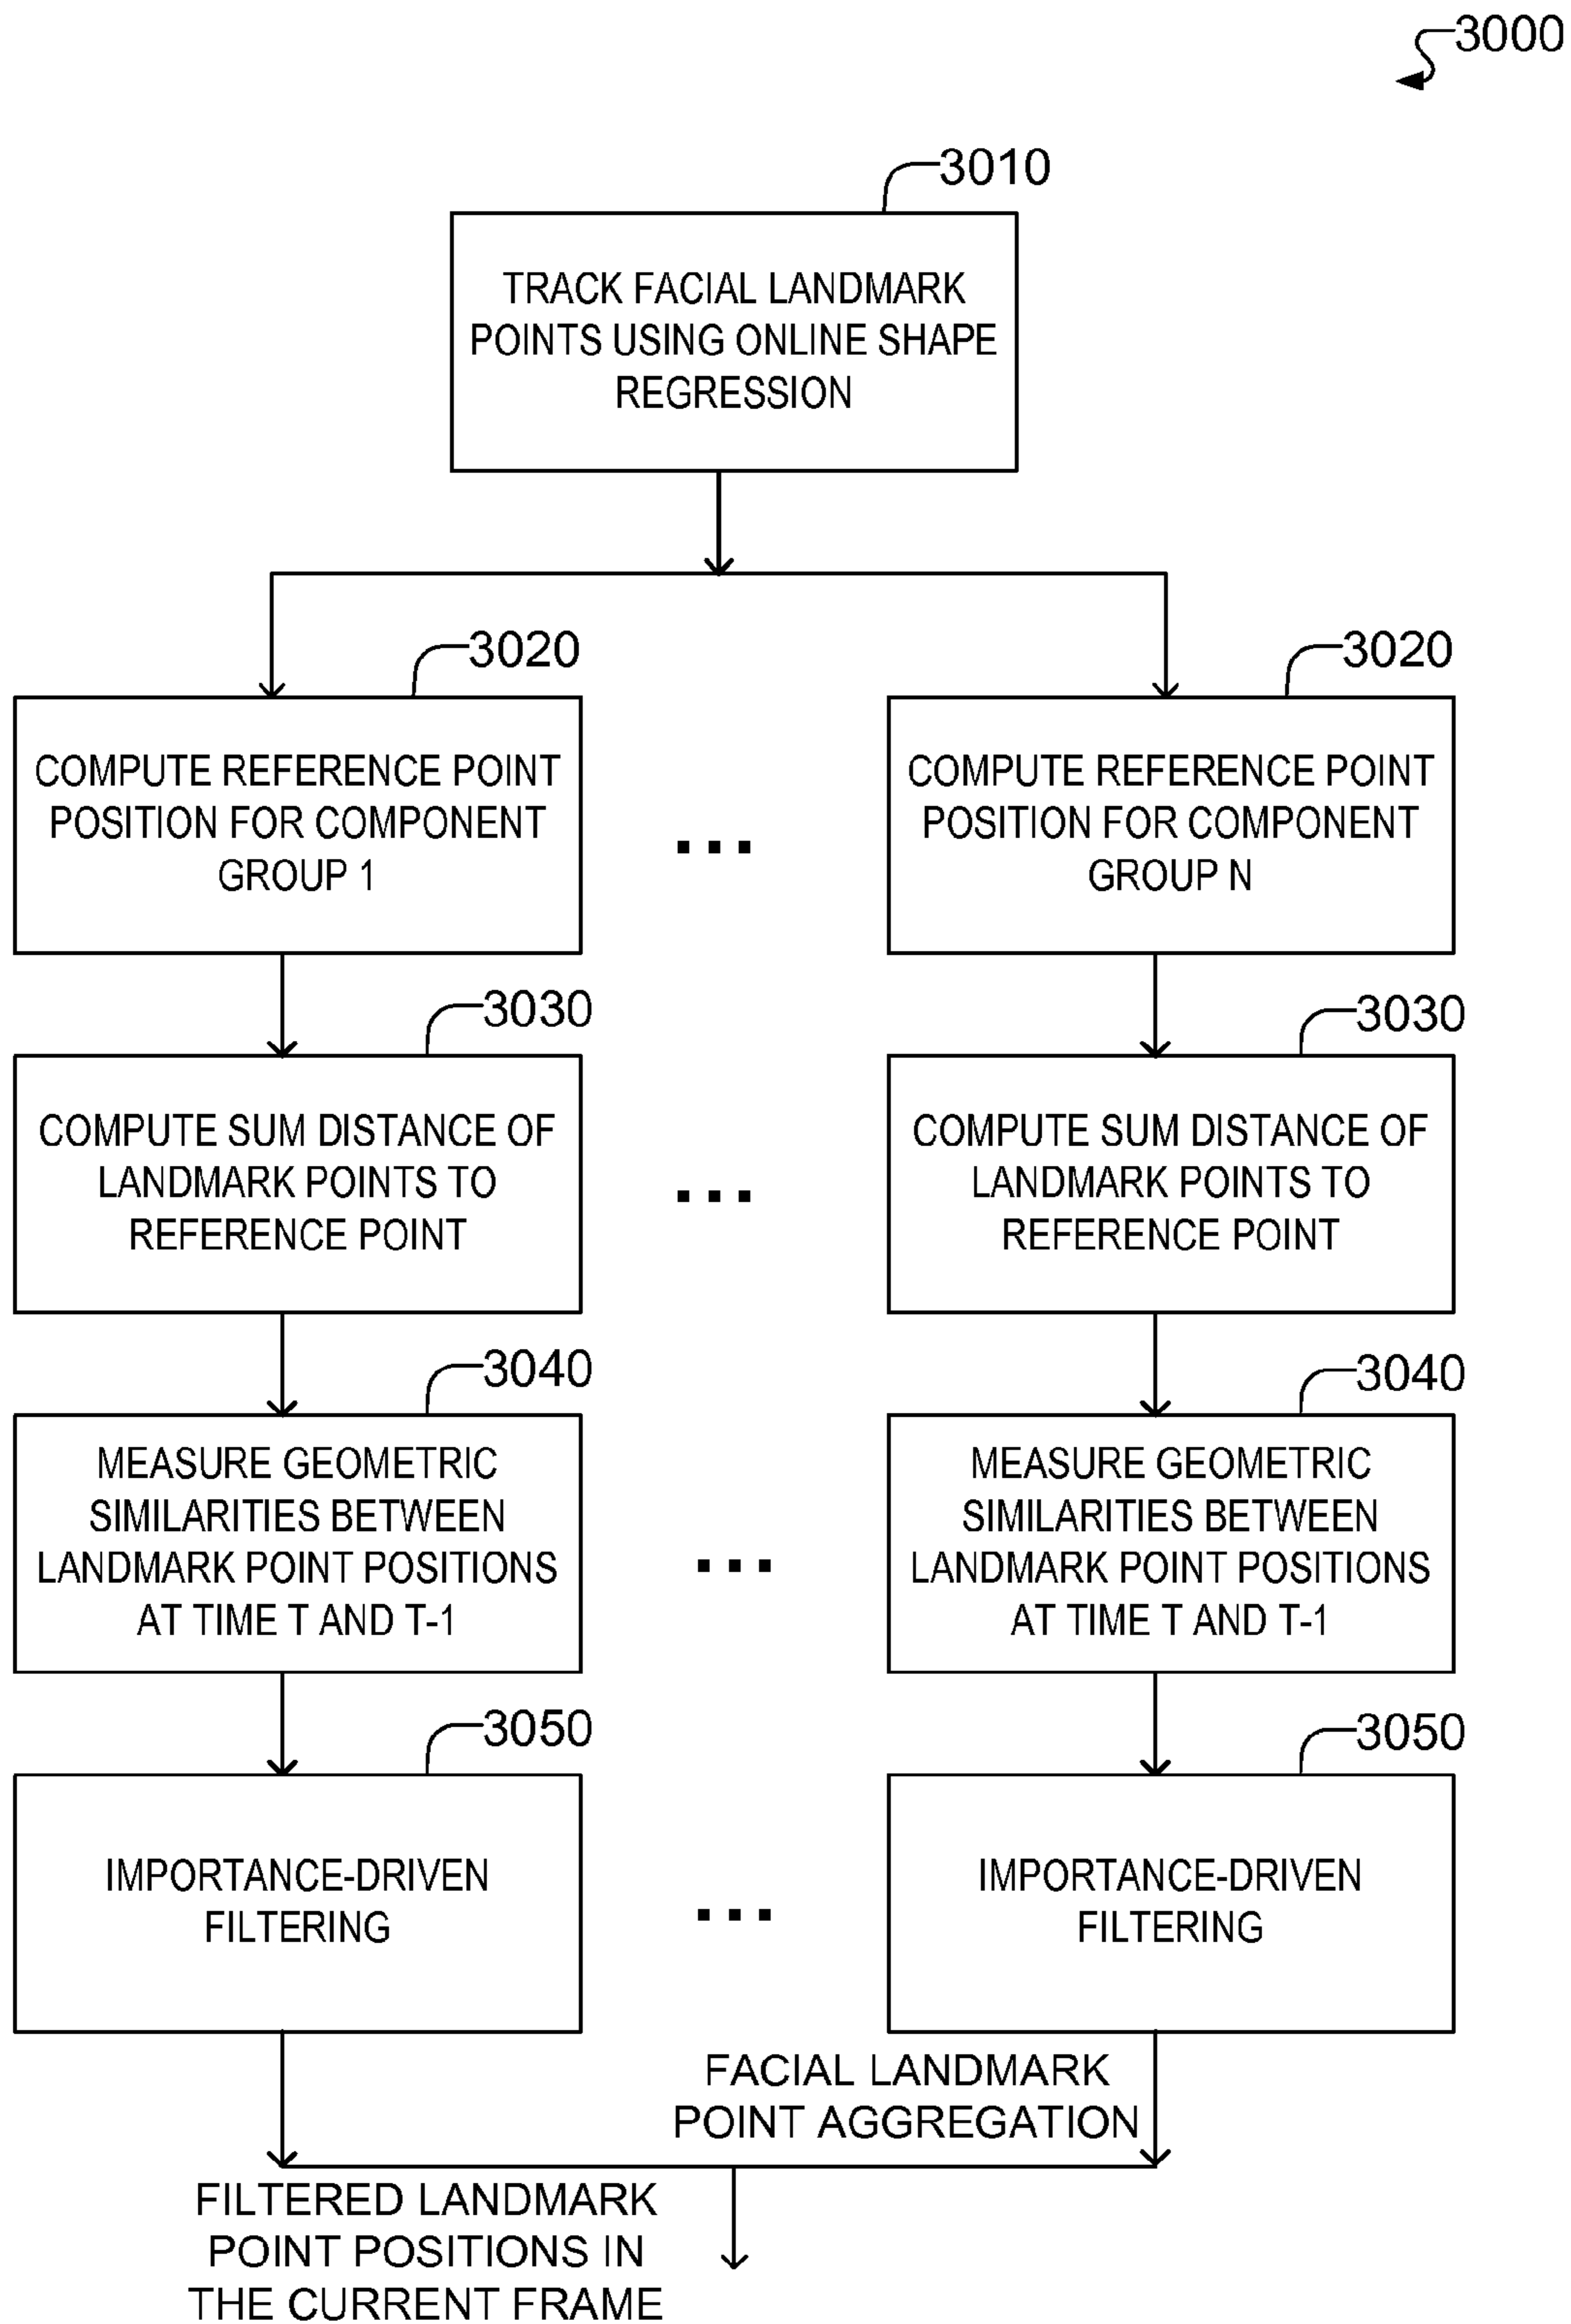 3000
3010
TRACK FACIAL LANDMARK
POINTS USING ONLINE SHAPE
REGRESSION
3020
COMPUTE REFERENCE POINT
POSITION FOR COMPONENT
GROUP 1
...
3020
COMPUTE REFERENCE POINT
POSITION FOR COMPONENT
GROUP N
3030
COMPUTE SUM DISTANCE OF
LANDMARK POINTS TO
REFERENCE POINT
...
3030
COMPUTE SUM DISTANCE OF
LANDMARK POINTS TO
REFERENCE POINT
3040
MEASURE GEOMETRIC
SIMILARITIES BETWEEN
LANDMARK POINT POSITIONS
AT TIME T AND T-1
...
3040
MEASURE GEOMETRIC
SIMILARITIES BETWEEN
LANDMARK POINT POSITIONS
AT TIME T AND T-1
3050
IMPORTANCE-DRIVEN
FILTERING
...
3050
IMPORTANCE-DRIVEN
FILTERING
FACIAL LANDMARK
POINT AGGREGATION
FILTERED LANDMARK
POINT POSITIONS IN
THE CURRENT FRAME